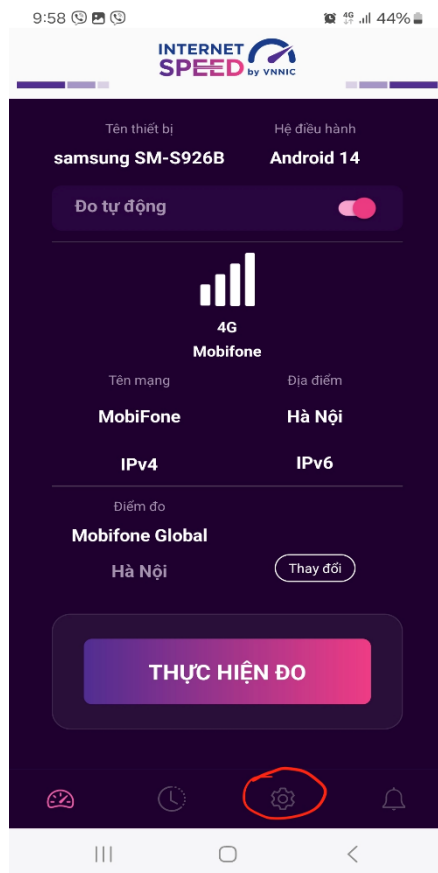 9:58 4G 44%
INTERNET
SPEED by VNNIC
Tên thiết bị Hệ điều hành
samsung SM-S926B Android 14
Đo tự động
4G
Mobifone
Tên mạng Địa điểm
MobiFone Hà Nội
IPv4 IPv6
Điểm đo
Mobifone Global
Hà Nội Thay đổi
THỰC HIỆN ĐO